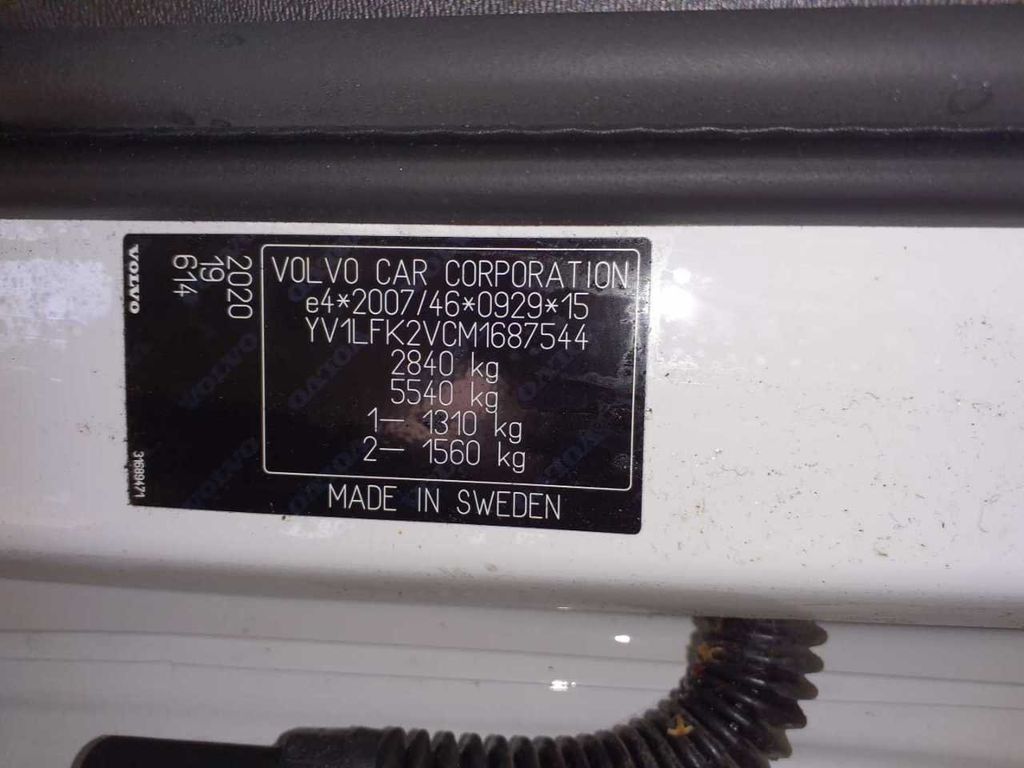 VOLVO
2020
19
614
31689471
VOLVO CAR CORPORATION
e4*2007/46*0929*15
YV1LFK2VCM1687544
2840 kg
5540 kg
1— 1310 kg
2— 1560 kg
MADE IN SWEDEN